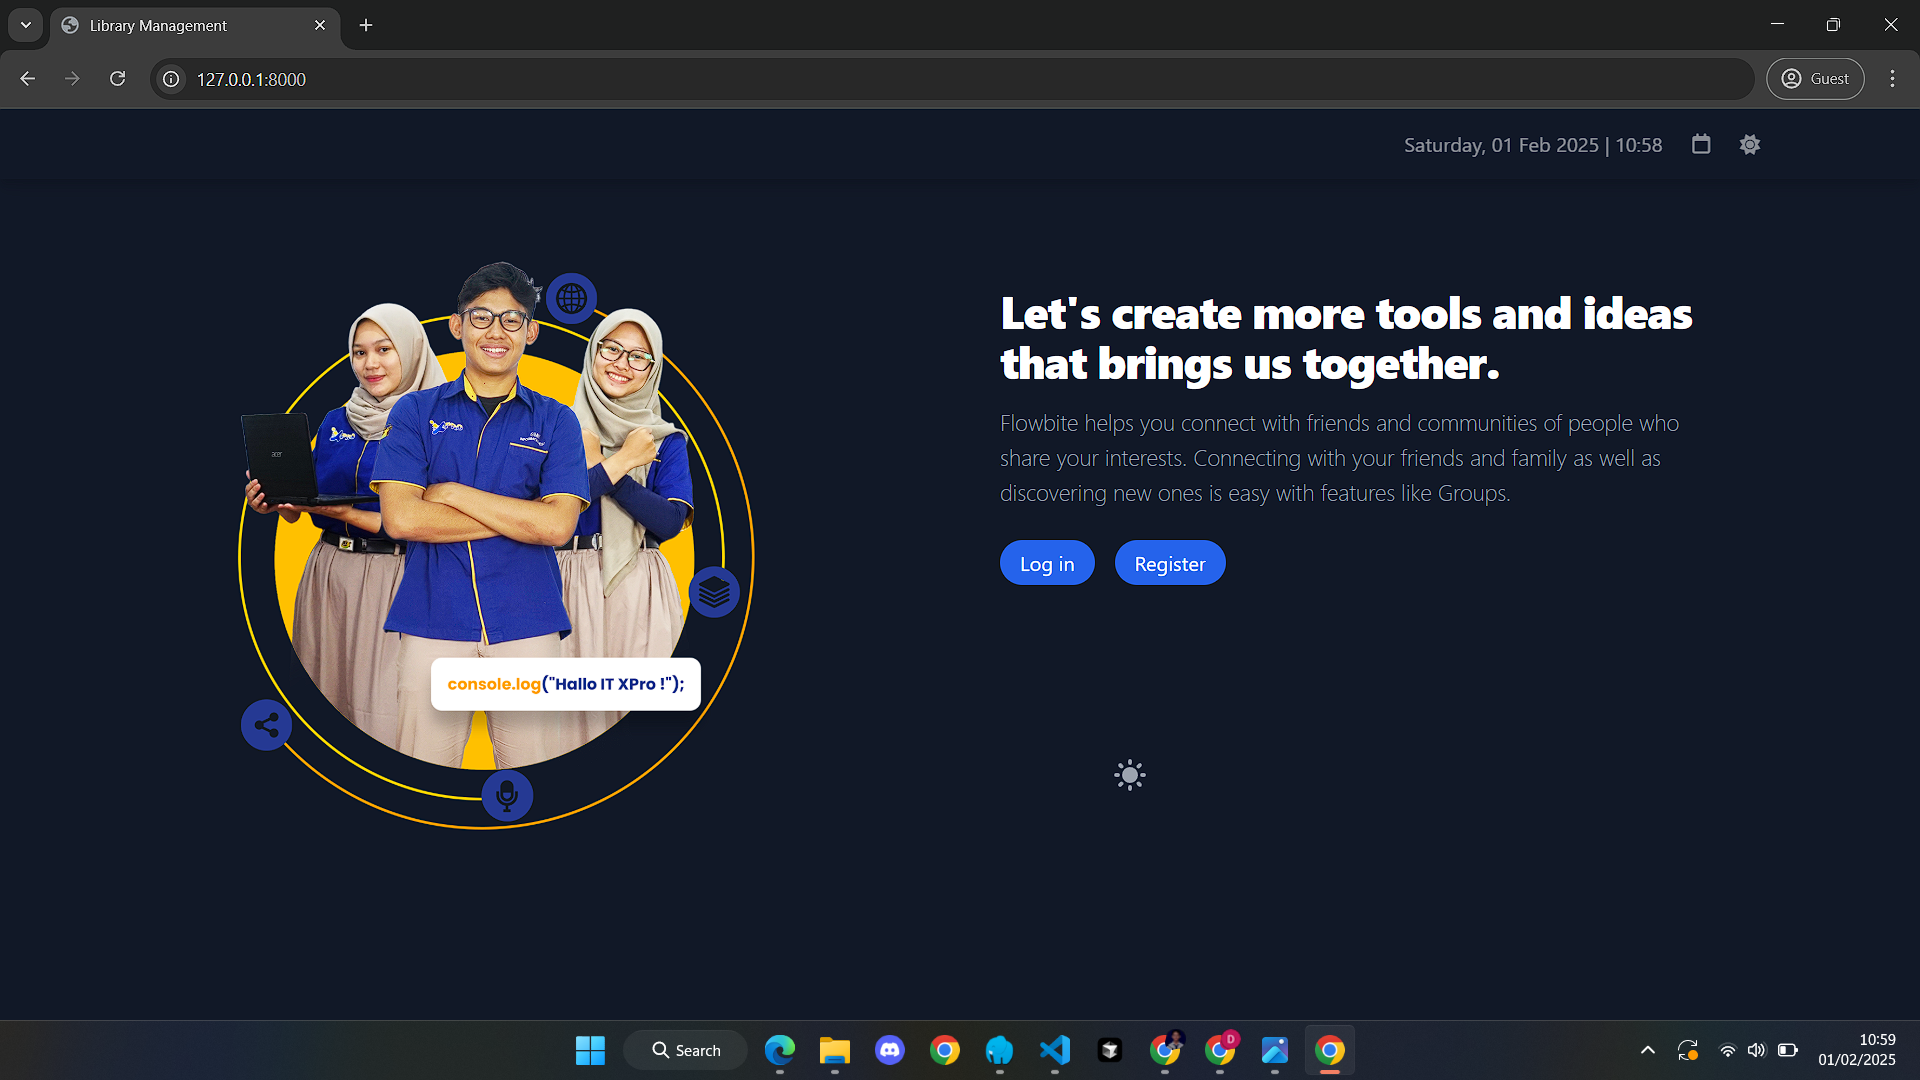 Library Management
127.0.0.1:8000
Guest
Saturday, 01 Feb 2025 | 10:58
Let's create more tools and ideas
that brings us together.
Flowbite helps you connect with friends and communities of people who
share your interests. Connecting with your friends and family as well as
discovering new ones is easy with features like Groups.
Log in
Register
acer
console.log("Hallo IT XPro !");
Search
D
10:59
01/02/2025